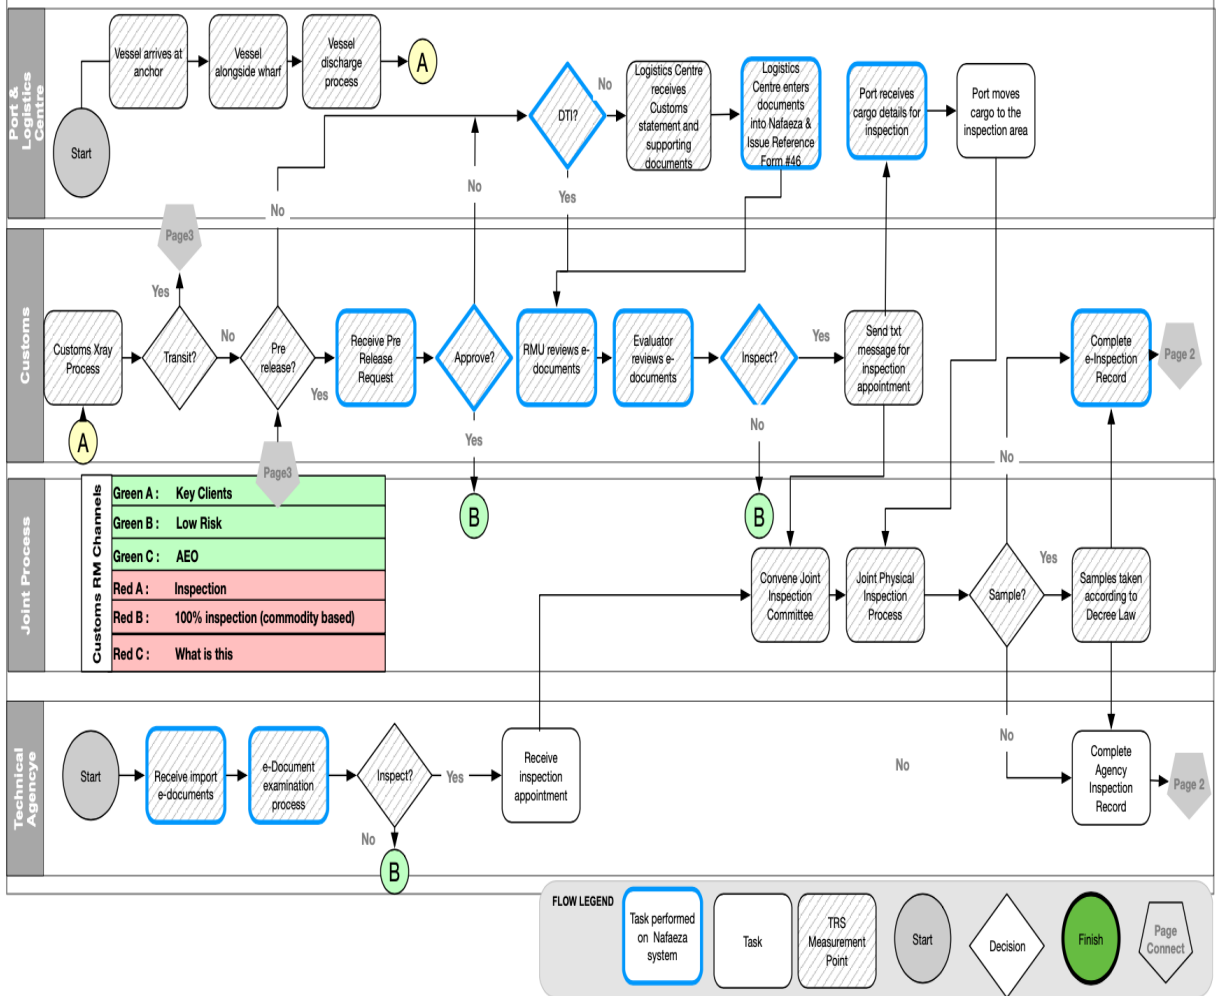 Port &
Logistics
Centre
Vessel arrives at
anchor
Vessel
alongside wharf
Vessel
discharge
process
A
Start
DTI?
No
Yes
Logistics Centre
receives
Customs
statement and
supporting
documents
Logistics
Centre enters
documents
into Nafaeza &
Issue Reference
Form #46
Port receives
cargo details for
inspection
Port moves
cargo to the
inspection area
No
No
Customs
Page3
Yes
Customs Xray
Process
A
Transit?
No
Pre
release?
Yes
Page3
Receive Pre
Release
Request
Approve?
Yes
B
RMU reviews e-
documents
Evaluator
reviews e-
documents
Inspect?
Yes
No
B
Send txt
message for
inspection
appointment
Complete
e-Inspection
Record
Page 2
No
Joint Process
Customs RM Channels
Green A : Key Clients
Green B : Low Risk
Green C : AEO
Red A : Inspection
Red B : 100% inspection (commodity based)
Red C : What is this
Convene Joint
Inspection
Committee
Joint Physical
Inspection
Process
Sample?
Yes
Samples taken
according to
Decree Law
Technical
Agencye
Start
Receive import
e-documents
e-Document
examination
process
Inspect?
Yes
No
B
Receive
inspection
appointment
No
No
Complete
Agency
Inspection
Record
Page 2
FLOW LEGEND
Task performed
on Nafaeza
system
Task
TRS
Measurement
Point
Start
Decision
Finish
Page
Connect